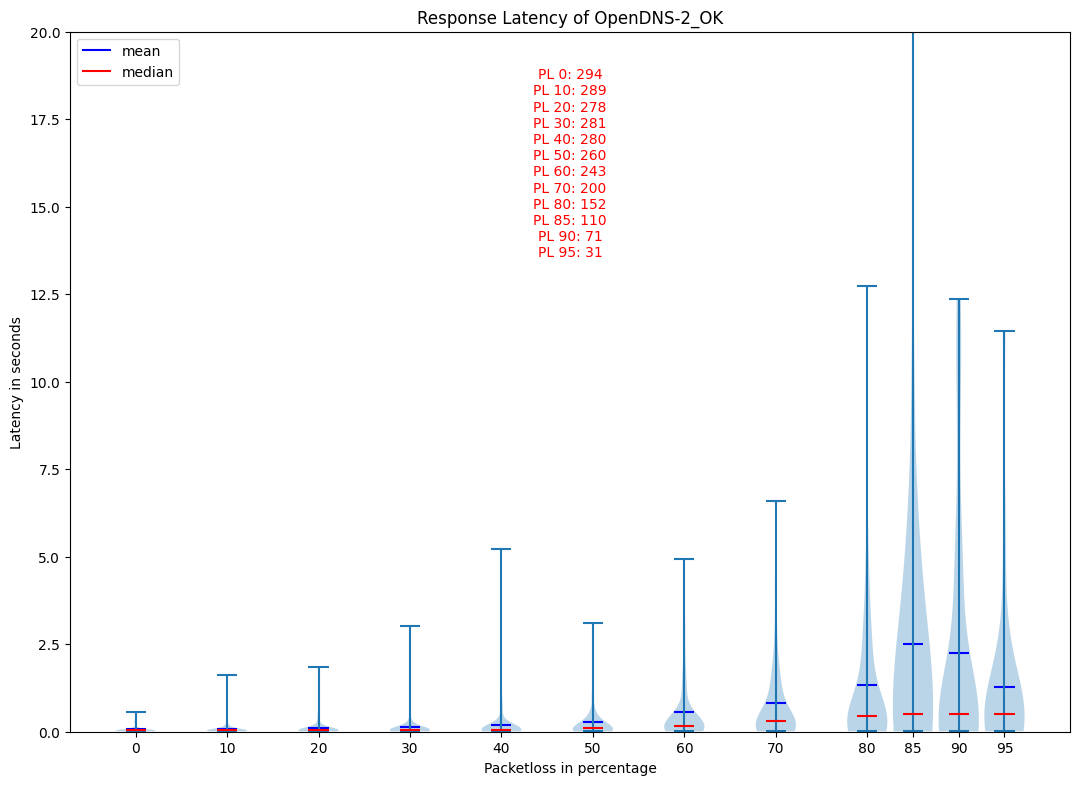 Response Latency of OpenDNS-2_OK
20.0
17.5
15.0
12.5
10.0
7.5
5.0
2.5
0.0
Latency in seconds
mean
median
PL 0: 294
PL 10: 289
PL 20: 278
PL 30: 281
PL 40: 280
PL 50: 260
PL 60: 243
PL 70: 200
PL 80: 152
PL 85: 110
PL 90: 71
PL 95: 31
0 10 20 30 40 50 60 70 80 85 90 95
Packetloss in percentage